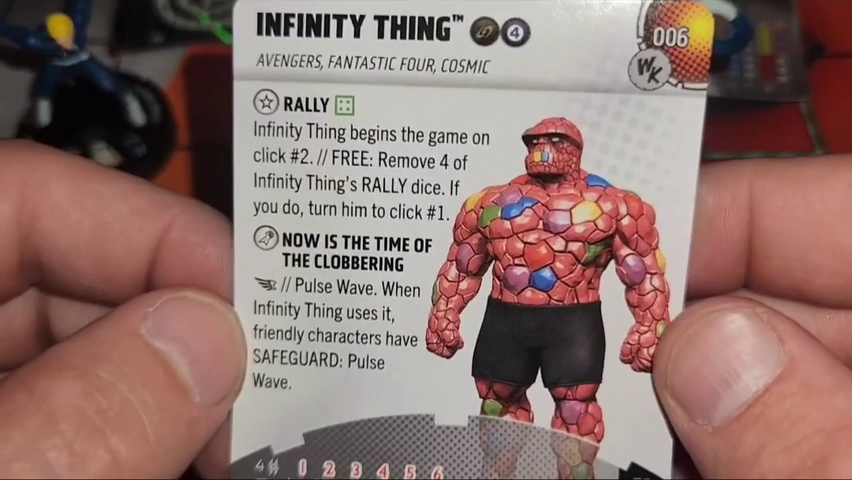 INFINITY THING™ 4
006
WK
AVENGERS, FANTASTIC FOUR, COSMIC
RALLY
Infinity Thing begins the game on
click #2. // FREE: Remove 4 of
Infinity Thing's RALLY dice. If
you do, turn him to click #1.
NOW IS THE TIME OF
THE CLOBBERING
// Pulse Wave. When
Infinity Thing uses it,
friendly characters have
SAFEGUARD: Pulse
Wave.
4 1 2 3 4 5 6